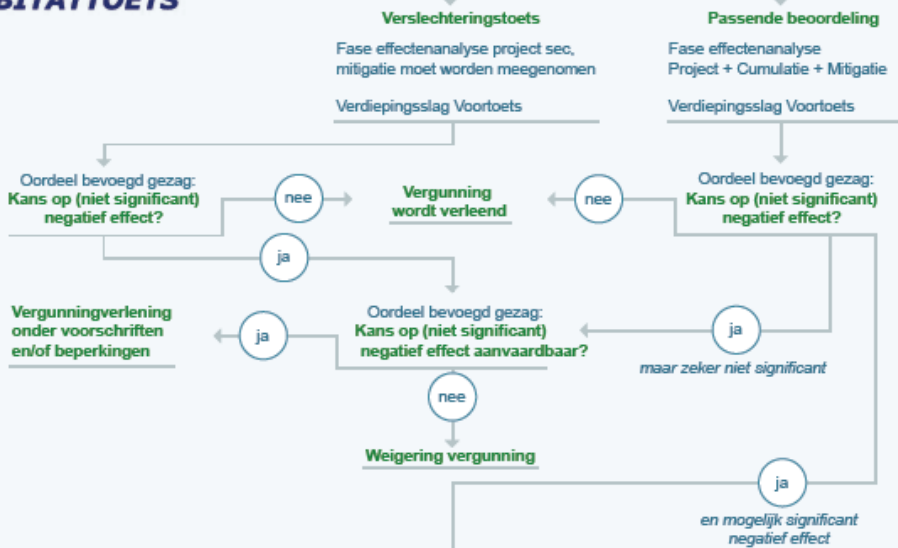 BITATTOETS
Verslechteringstoets
Fase effectenanalyse project sec,
mitigatie moet worden meegenomen
Verdiepingsslag Voortoets
Passende beoordeling
Fase effectenanalyse
Project + Cumulatie + Mitigatie
Verdiepingsslag Voortoets
Oordeel bevoegd gezag:
Kans op (niet significant)
negatief effect?
nee
Vergunning
wordt verleend
nee
Oordeel bevoegd gezag:
Kans op (niet significant)
negatief effect?
ja
Vergunningverlening
onder voorschriften
en/of beperkingen
ja
Oordeel bevoegd gezag:
Kans op (niet significant)
negatief effect aanvaardbaar?
ja
maar zeker niet significant
nee
Weigering vergunning
ja
en mogelijk significant
negatief effect